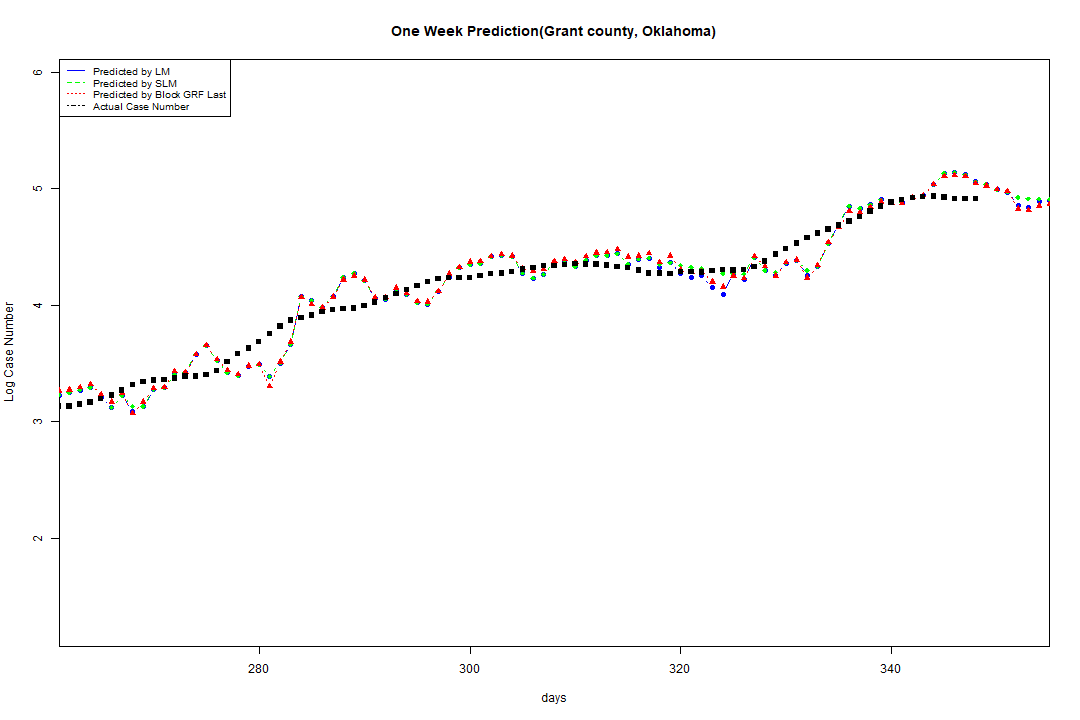 One Week Prediction(Grant county, Oklahoma)
Predicted by LM
Predicted by SLM
Predicted by Block GRF Last
Actual Case Number
6
5
4
3
2
Log Case Number
280 300 320 340
days